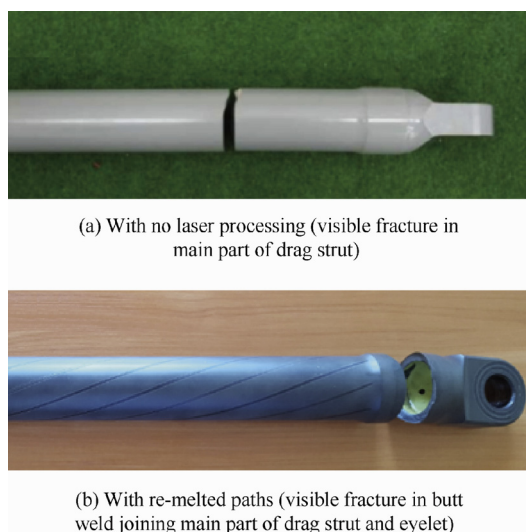 (a) With no laser processing (visible fracture in
main part of drag strut)
(b) With re-melted paths (visible fracture in butt
weld joining main part of drag strut and eyelet)